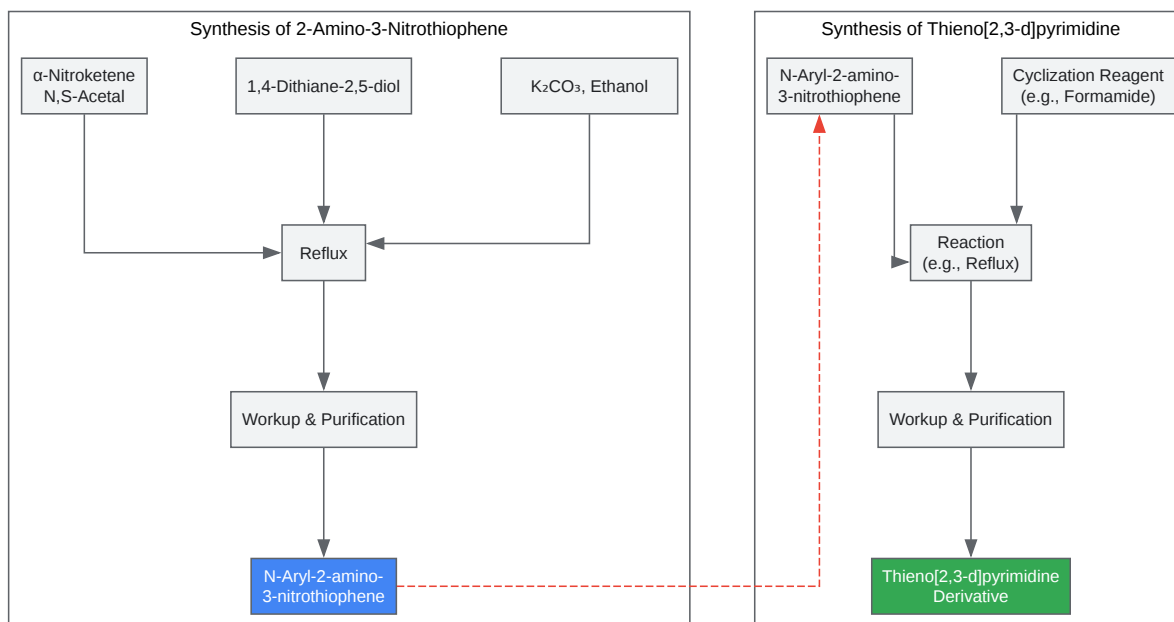 Synthesis of 2-Amino-3-Nitrothiophene
α-Nitroketene
N,S-Acetal
1,4-Dithiane-2,5-diol
K₂CO₃, Ethanol
Reflux
Workup & Purification
N-Aryl-2-amino-
3-nitrothiophene
Synthesis of Thieno[2,3-d]pyrimidine
N-Aryl-2-amino-
3-nitrothiophene
Cyclization Reagent
(e.g., Formamide)
Reaction
(e.g., Reflux)
Workup & Purification
Thieno[2,3-d]pyrimidine
Derivative